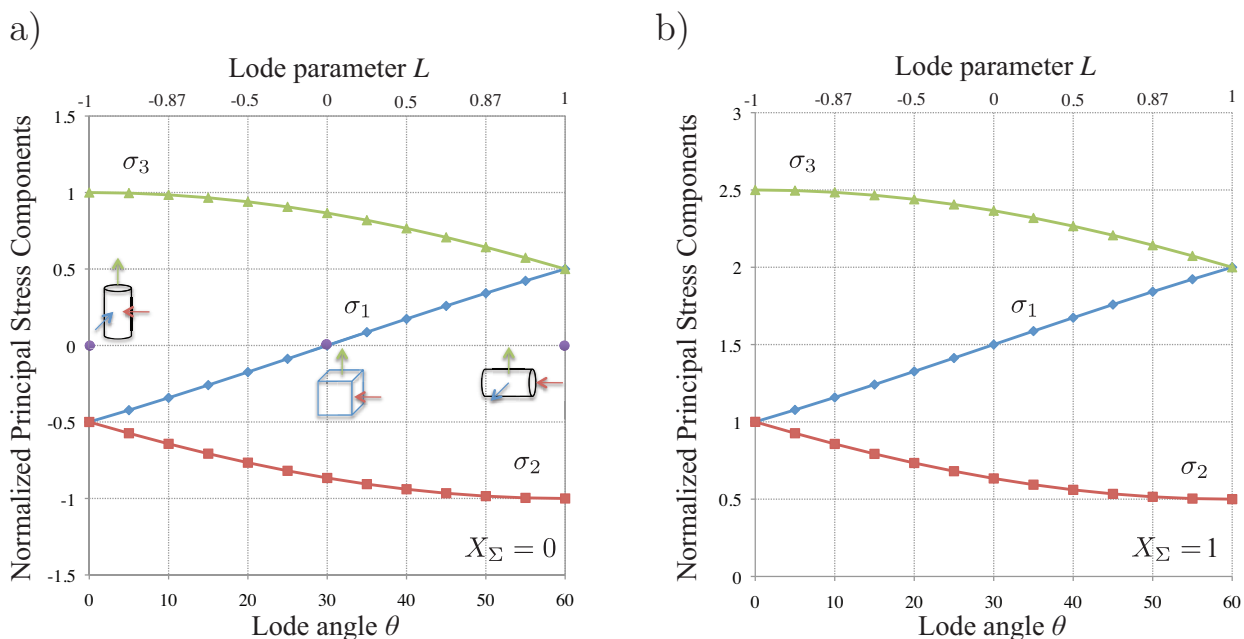 a)
Lode parameter L
-1 -0.87 -0.5 0 0.5 0.87 1
Normalized Principal Stress Components
1.5
1
0.5
0
-0.5
-1
-1.5
σ3
σ1
σ2
XΣ = 0
0 10 20 30 40 50 60
Lode angle θ
b)
Lode parameter L
-1 -0.87 -0.5 0 0.5 0.87 1
Normalized Principal Stress Components
3
2.5
2
1.5
1
0.5
0
σ3
σ1
σ2
XΣ = 1
0 10 20 30 40 50 60
Lode angle θ